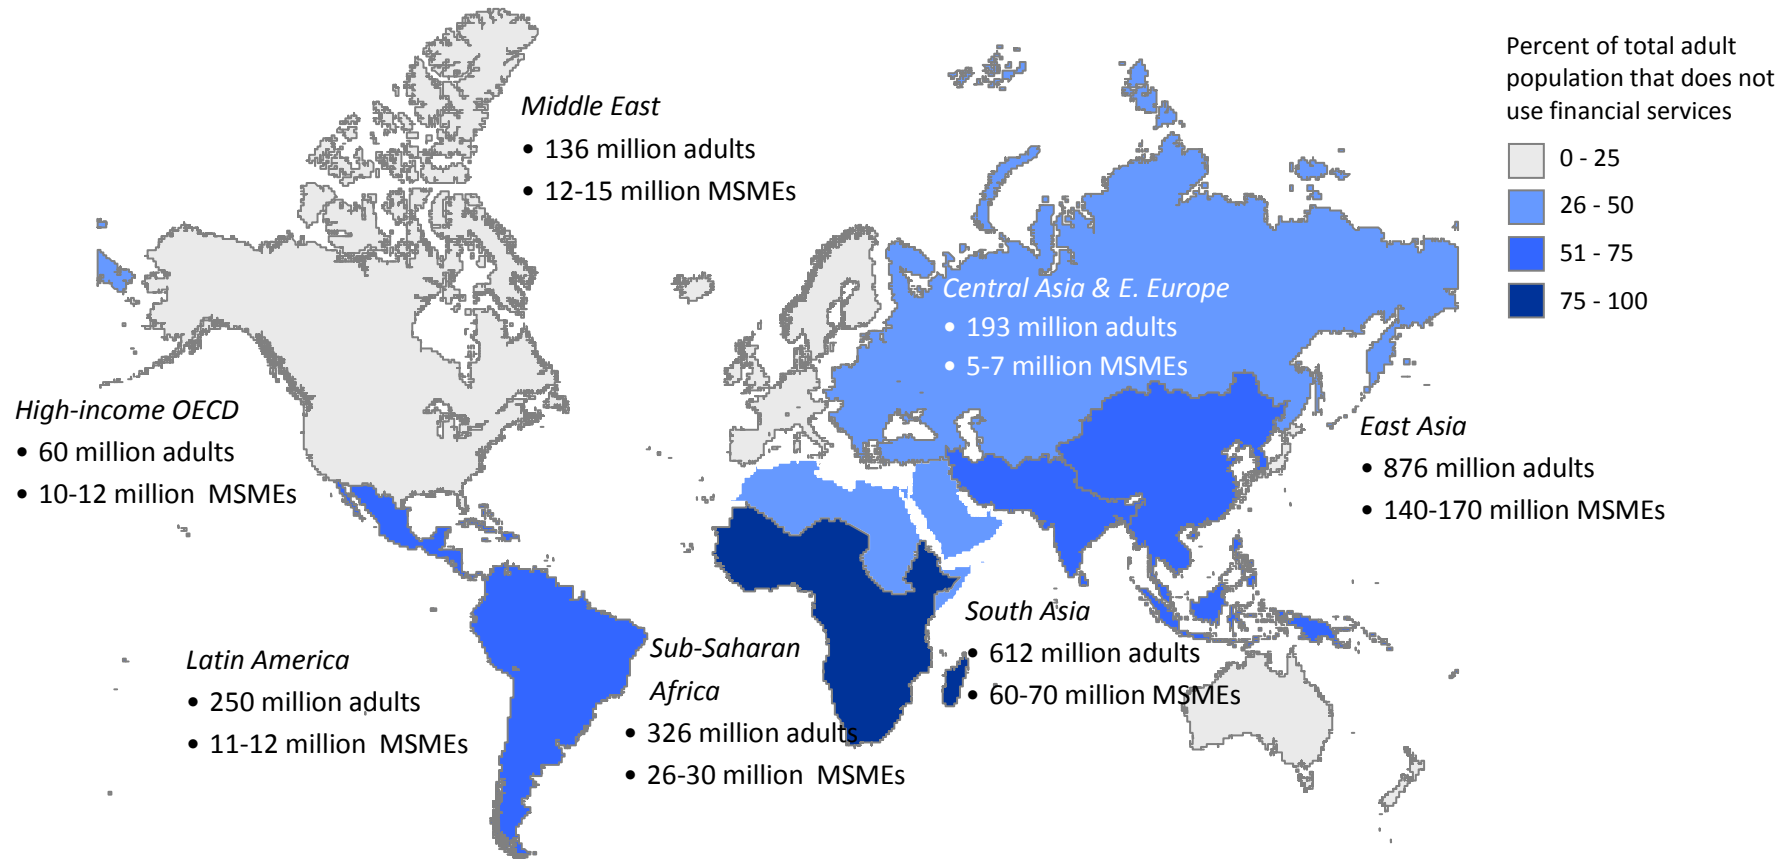 Percent of total adult
population that does not
use financial services
0 - 25
26 - 50
51 - 75
75 - 100
Middle East
• 136 million adults
• 12-15 million MSMEs
Central Asia & E. Europe
• 193 million adults
• 5-7 million MSMEs
High-income OECD
• 60 million adults
• 10-12 million MSMEs
East Asia
• 876 million adults
• 140-170 million MSMEs
South Asia
• 612 million adults
• 60-70 million MSMEs
Latin America
• 250 million adults
• 11-12 million MSMEs
Sub-Saharan
Africa
• 326 million adults
• 26-30 million MSMEs